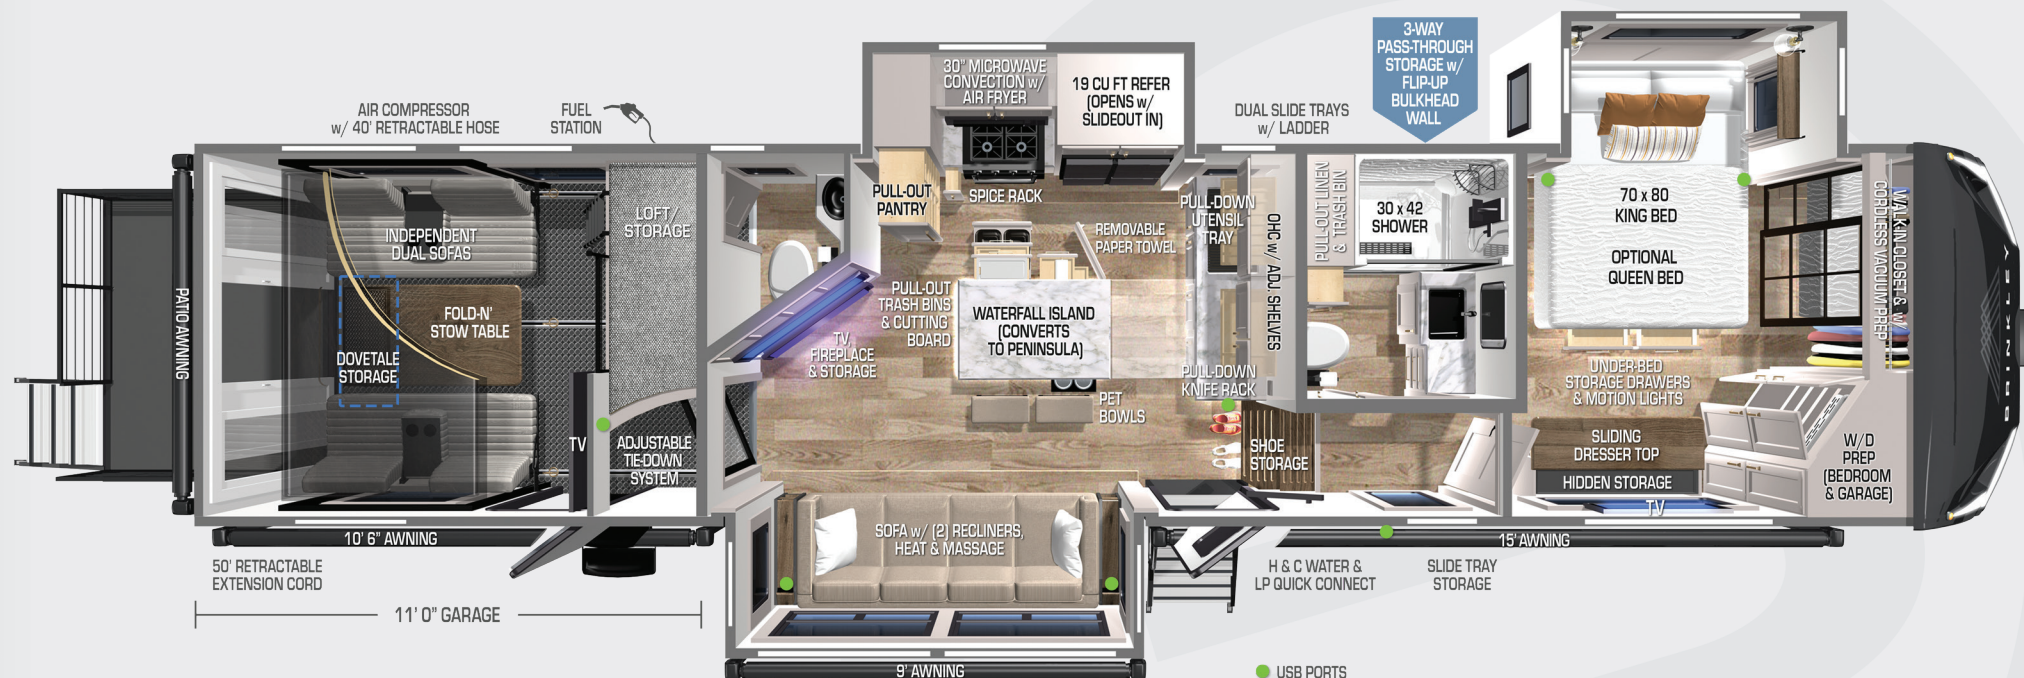 3-WAY
PASS-THROUGH
STORAGE w/
FLIP-UP
BULKHEAD
WALL
30" MICROWAVE
CONVECTION w/
AIR FRYER
19 CU FT REFER
(OPENS w/
SLIDEOUT IN)
AIR COMPRESSOR
w/ 40' RETRACTABLE HOSE
FUEL
STATION
DUAL SLIDE TRAYS
w/ LADDER
PULL-OUT
PANTRY
SPICE RACK
PULL-DOWN
UTENSIL
TRAY
REMOVABLE
PAPER TOWEL
OHC w/ ADJ. SHELVES
PULL-OUT LINEN
& TRASH BIN
30 x 42
SHOWER
70 x 80
KING BED
OPTIONAL
QUEEN BED
WALK-IN CLOSET & w/
CORDLESS VACUUM PREP
BRINKLEY
LOFT/
STORAGE
INDEPENDENT
DUAL SOFAS
FOLD-N'
STOW TABLE
DOVETALE
STORAGE
PATIO AWNING
PULL-OUT
TRASH BINS
& CUTTING
BOARD
WATERFALL ISLAND
(CONVERTS
TO PENINSULA)
TV,
FIREPLACE
& STORAGE
PULL-DOWN
KNIFE RACK
PET
BOWLS
UNDER-BED
STORAGE DRAWERS
& MOTION LIGHTS
TV
ADJUSTABLE
TIE-DOWN
SYSTEM
SHOE
STORAGE
SLIDING
DRESSER TOP
HIDDEN STORAGE
TV
W/D
PREP
(BEDROOM
& GARAGE)
SOFA w/ (2) RECLINERS,
HEAT & MASSAGE
10' 6" AWNING
15' AWNING
50' RETRACTABLE
EXTENSION CORD
H & C WATER &
LP QUICK CONNECT
SLIDE TRAY
STORAGE
11' 0" GARAGE
9' AWNING
USB PORTS